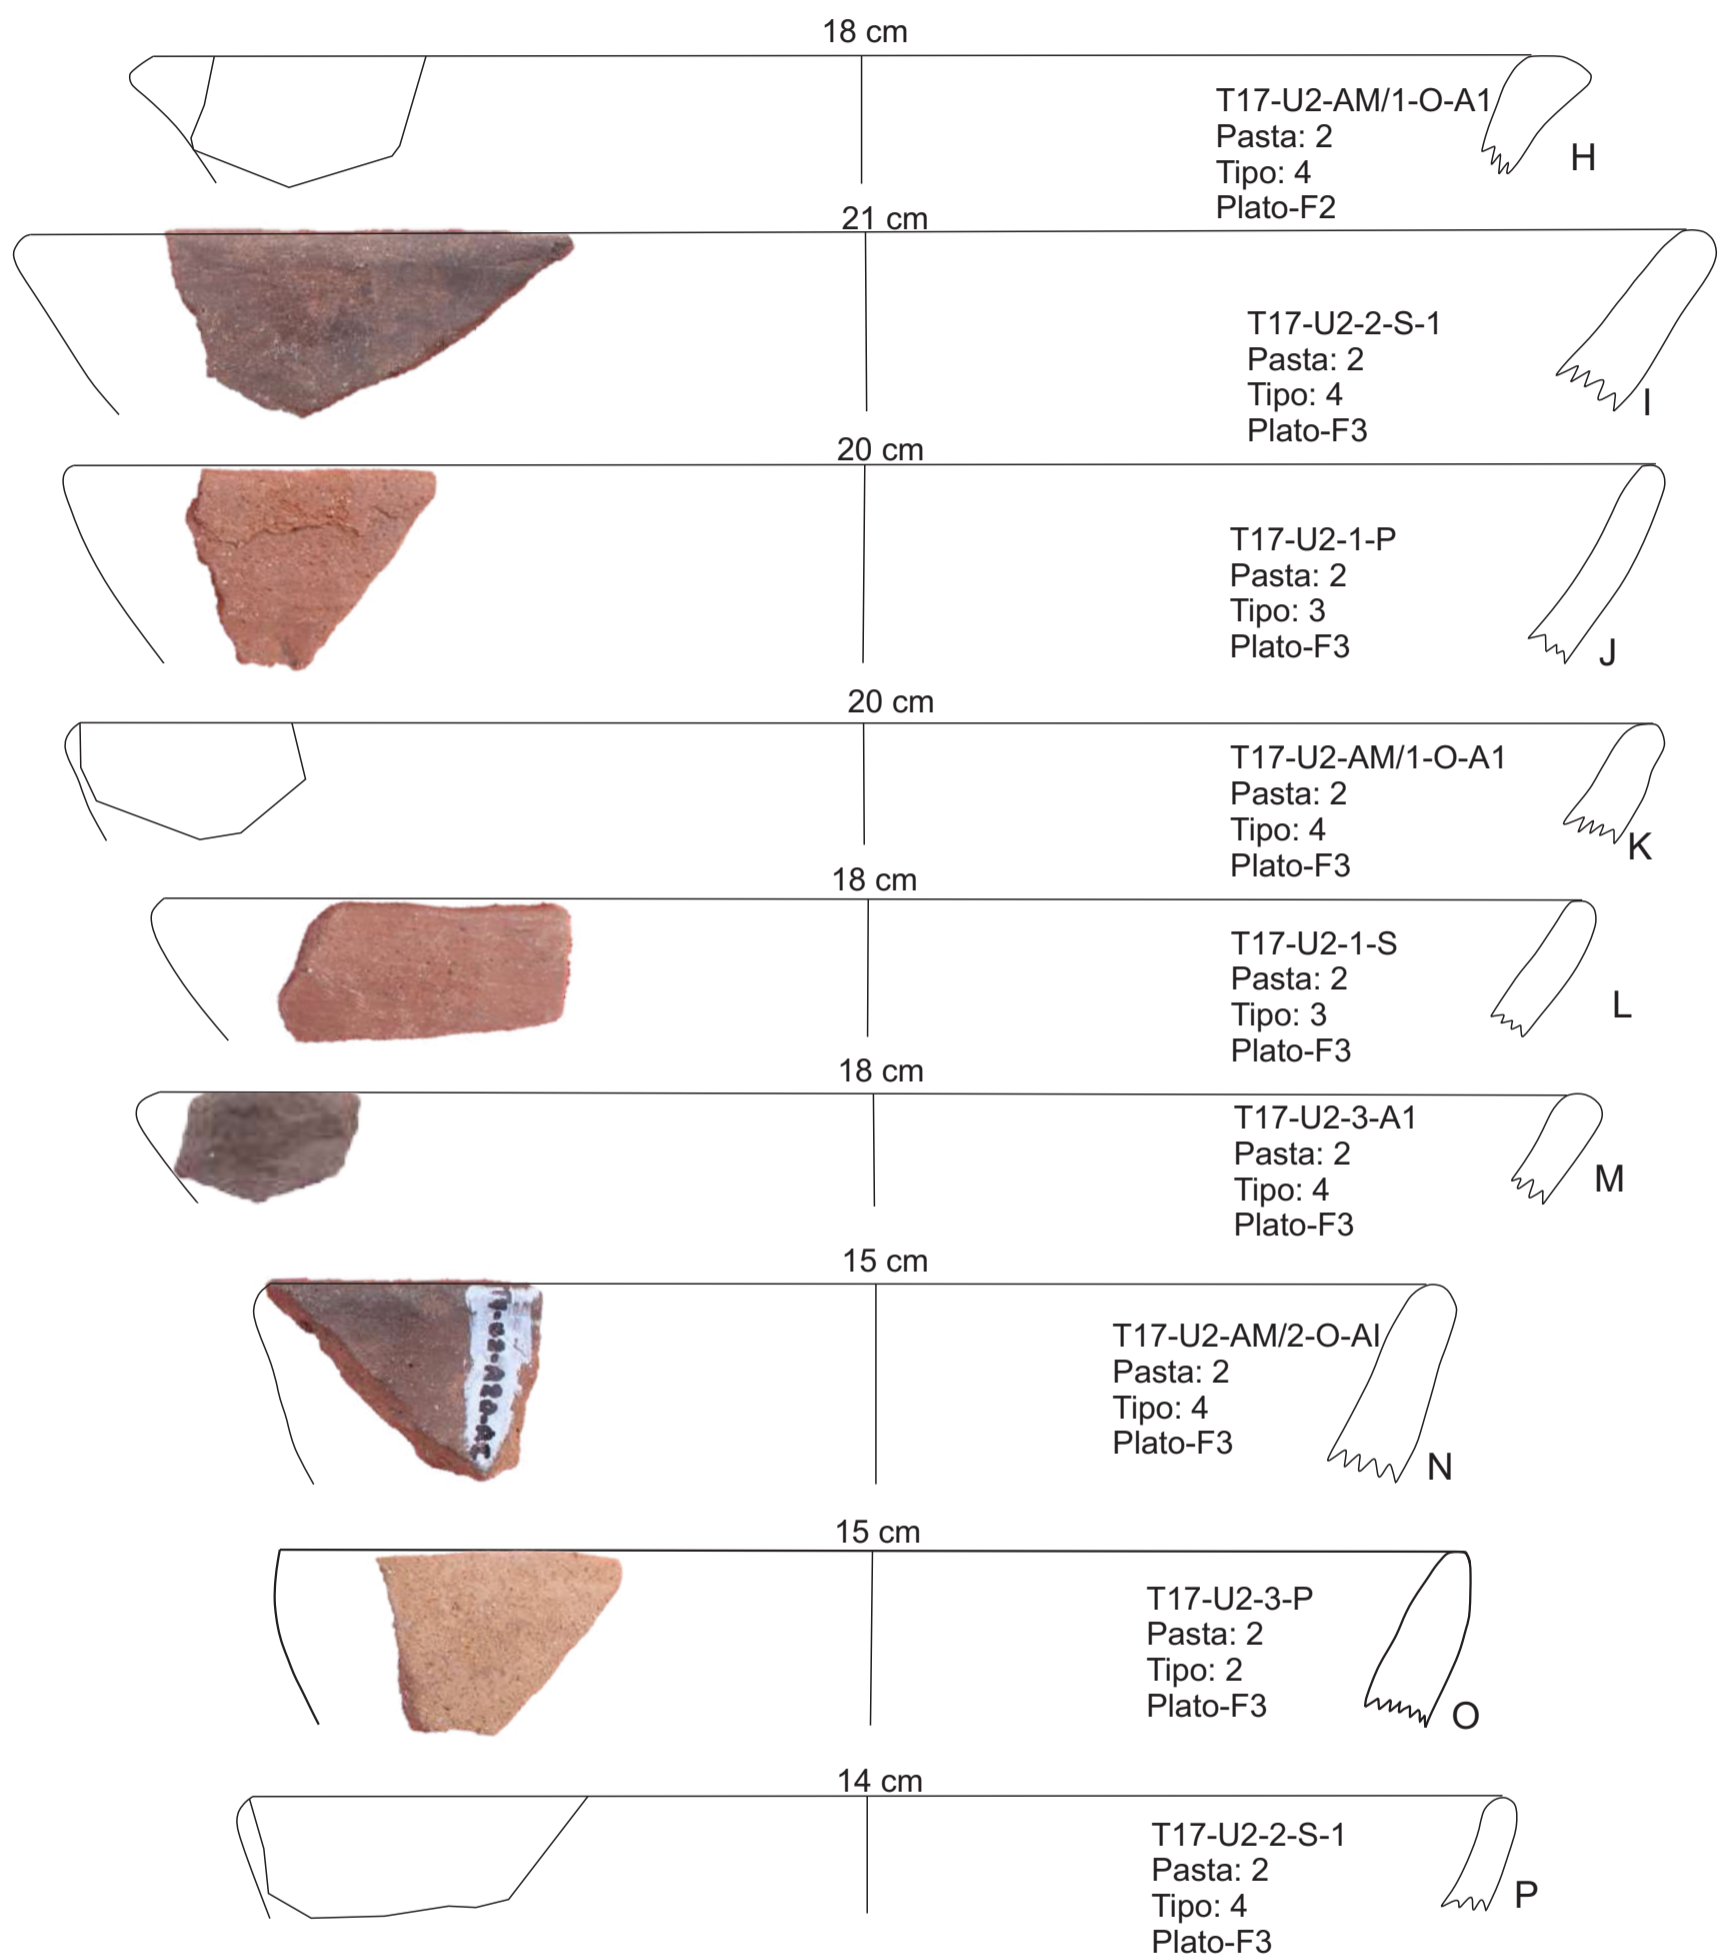 18 cm
T17-U2-AM/1-O-A1
Pasta: 2
Tipo: 4
Plato-F2
H
21 cm
T17-U2-2-S-1
Pasta: 2
Tipo: 4
Plato-F3
I
20 cm
T17-U2-1-P
Pasta: 2
Tipo: 3
Plato-F3
J
20 cm
T17-U2-AM/1-O-A1
Pasta: 2
Tipo: 4
Plato-F3
K
18 cm
T17-U2-1-S
Pasta: 2
Tipo: 3
Plato-F3
L
18 cm
T17-U2-3-A1
Pasta: 2
Tipo: 4
Plato-F3
M
15 cm
T17-U2-AM/2-O-AI
Pasta: 2
Tipo: 4
Plato-F3
N
15 cm
T17-U2-3-P
Pasta: 2
Tipo: 2
Plato-F3
O
14 cm
T17-U2-2-S-1
Pasta: 2
Tipo: 4
Plato-F3
P